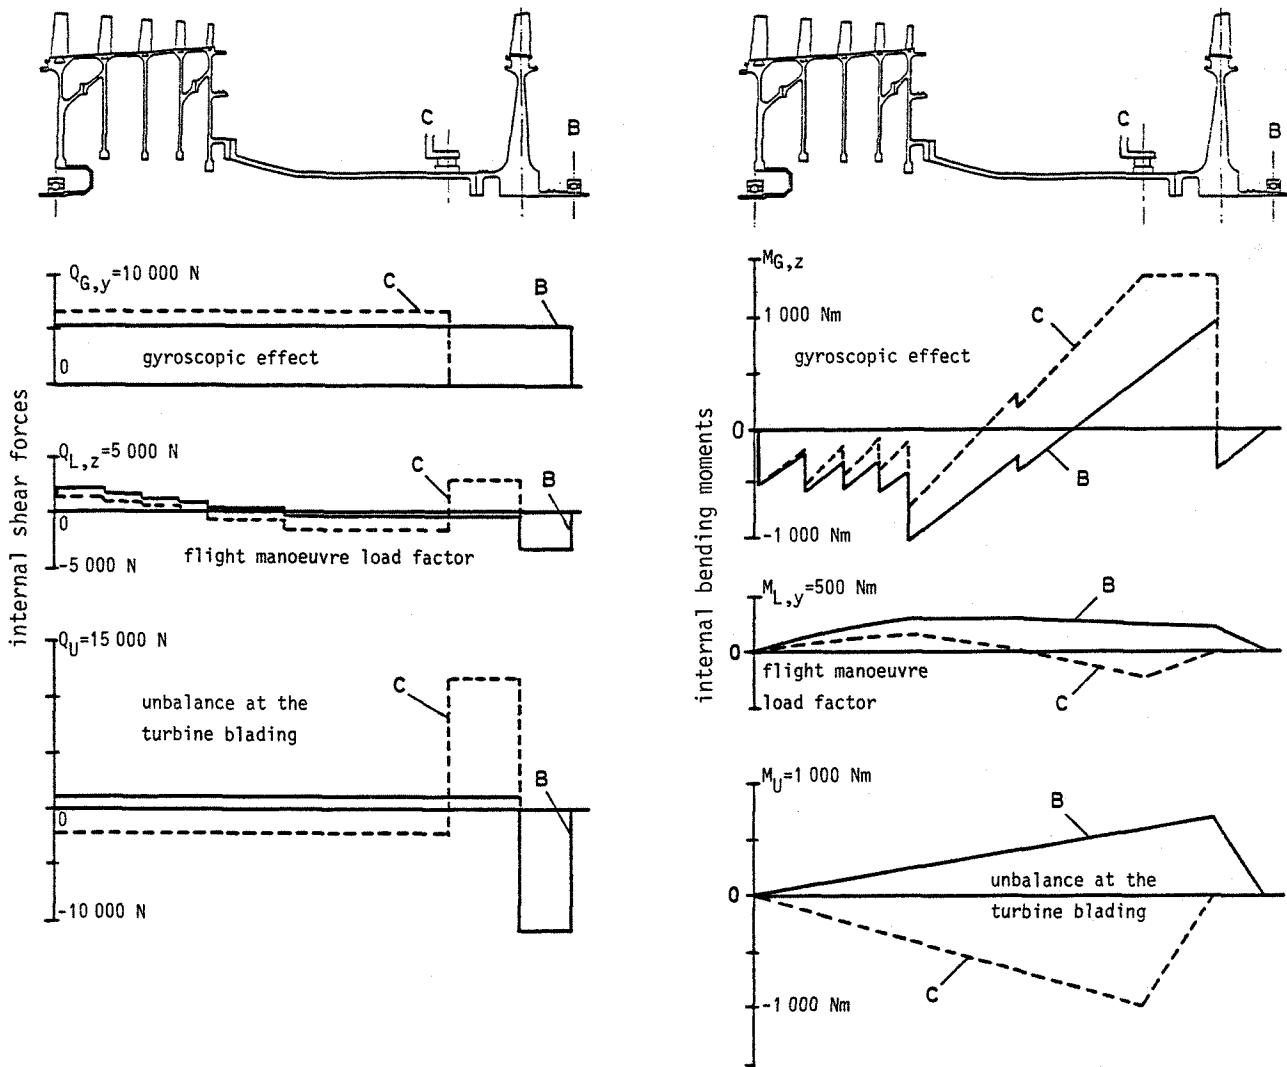 C
B
Q_G,y=10 000 N
C
B
0
gyroscopic effect
internal shear forces
Q_L,z=5 000 N
C
B
0
-5 000 N
flight manoeuvre load factor
Q_U=15 000 N
C
unbalance at the
turbine blading
B
0
-10 000 N
C
B
M_G,z
1 000 Nm
C
gyroscopic effect
0
B
-1 000 Nm
internal bending moments
M_L,y=500 Nm
B
0
flight manoeuvre
load factor
C
M_U=1 000 Nm
B
0
unbalance at the
turbine blading
C
-1 000 Nm